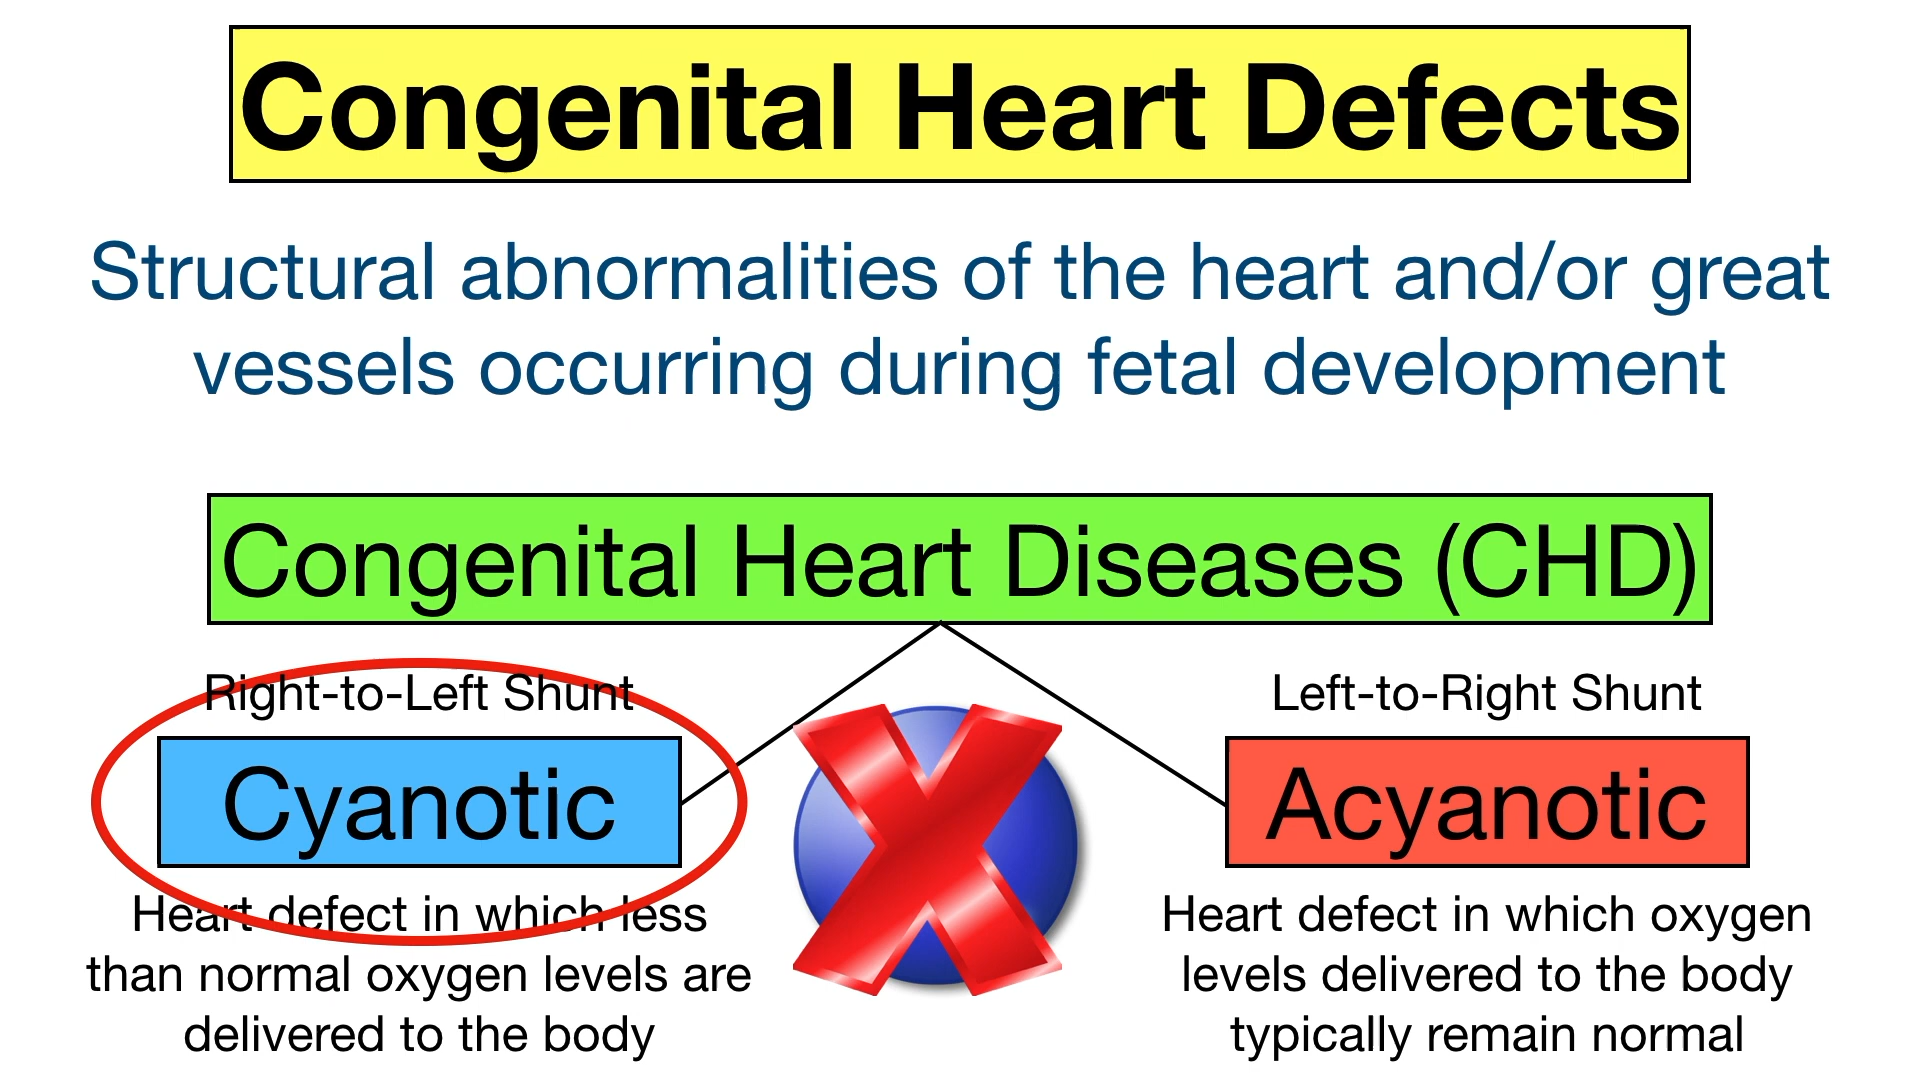 Congenital Heart Defects
Structural abnormalities of the heart and/or great
vessels occurring during fetal development
Congenital Heart Diseases (CHD)
Right-to-Left Shunt
Cyanotic
Heart defect in which less
than normal oxygen levels are
delivered to the body
Left-to-Right Shunt
Acyanotic
Heart defect in which oxygen
levels delivered to the body
typically remain normal